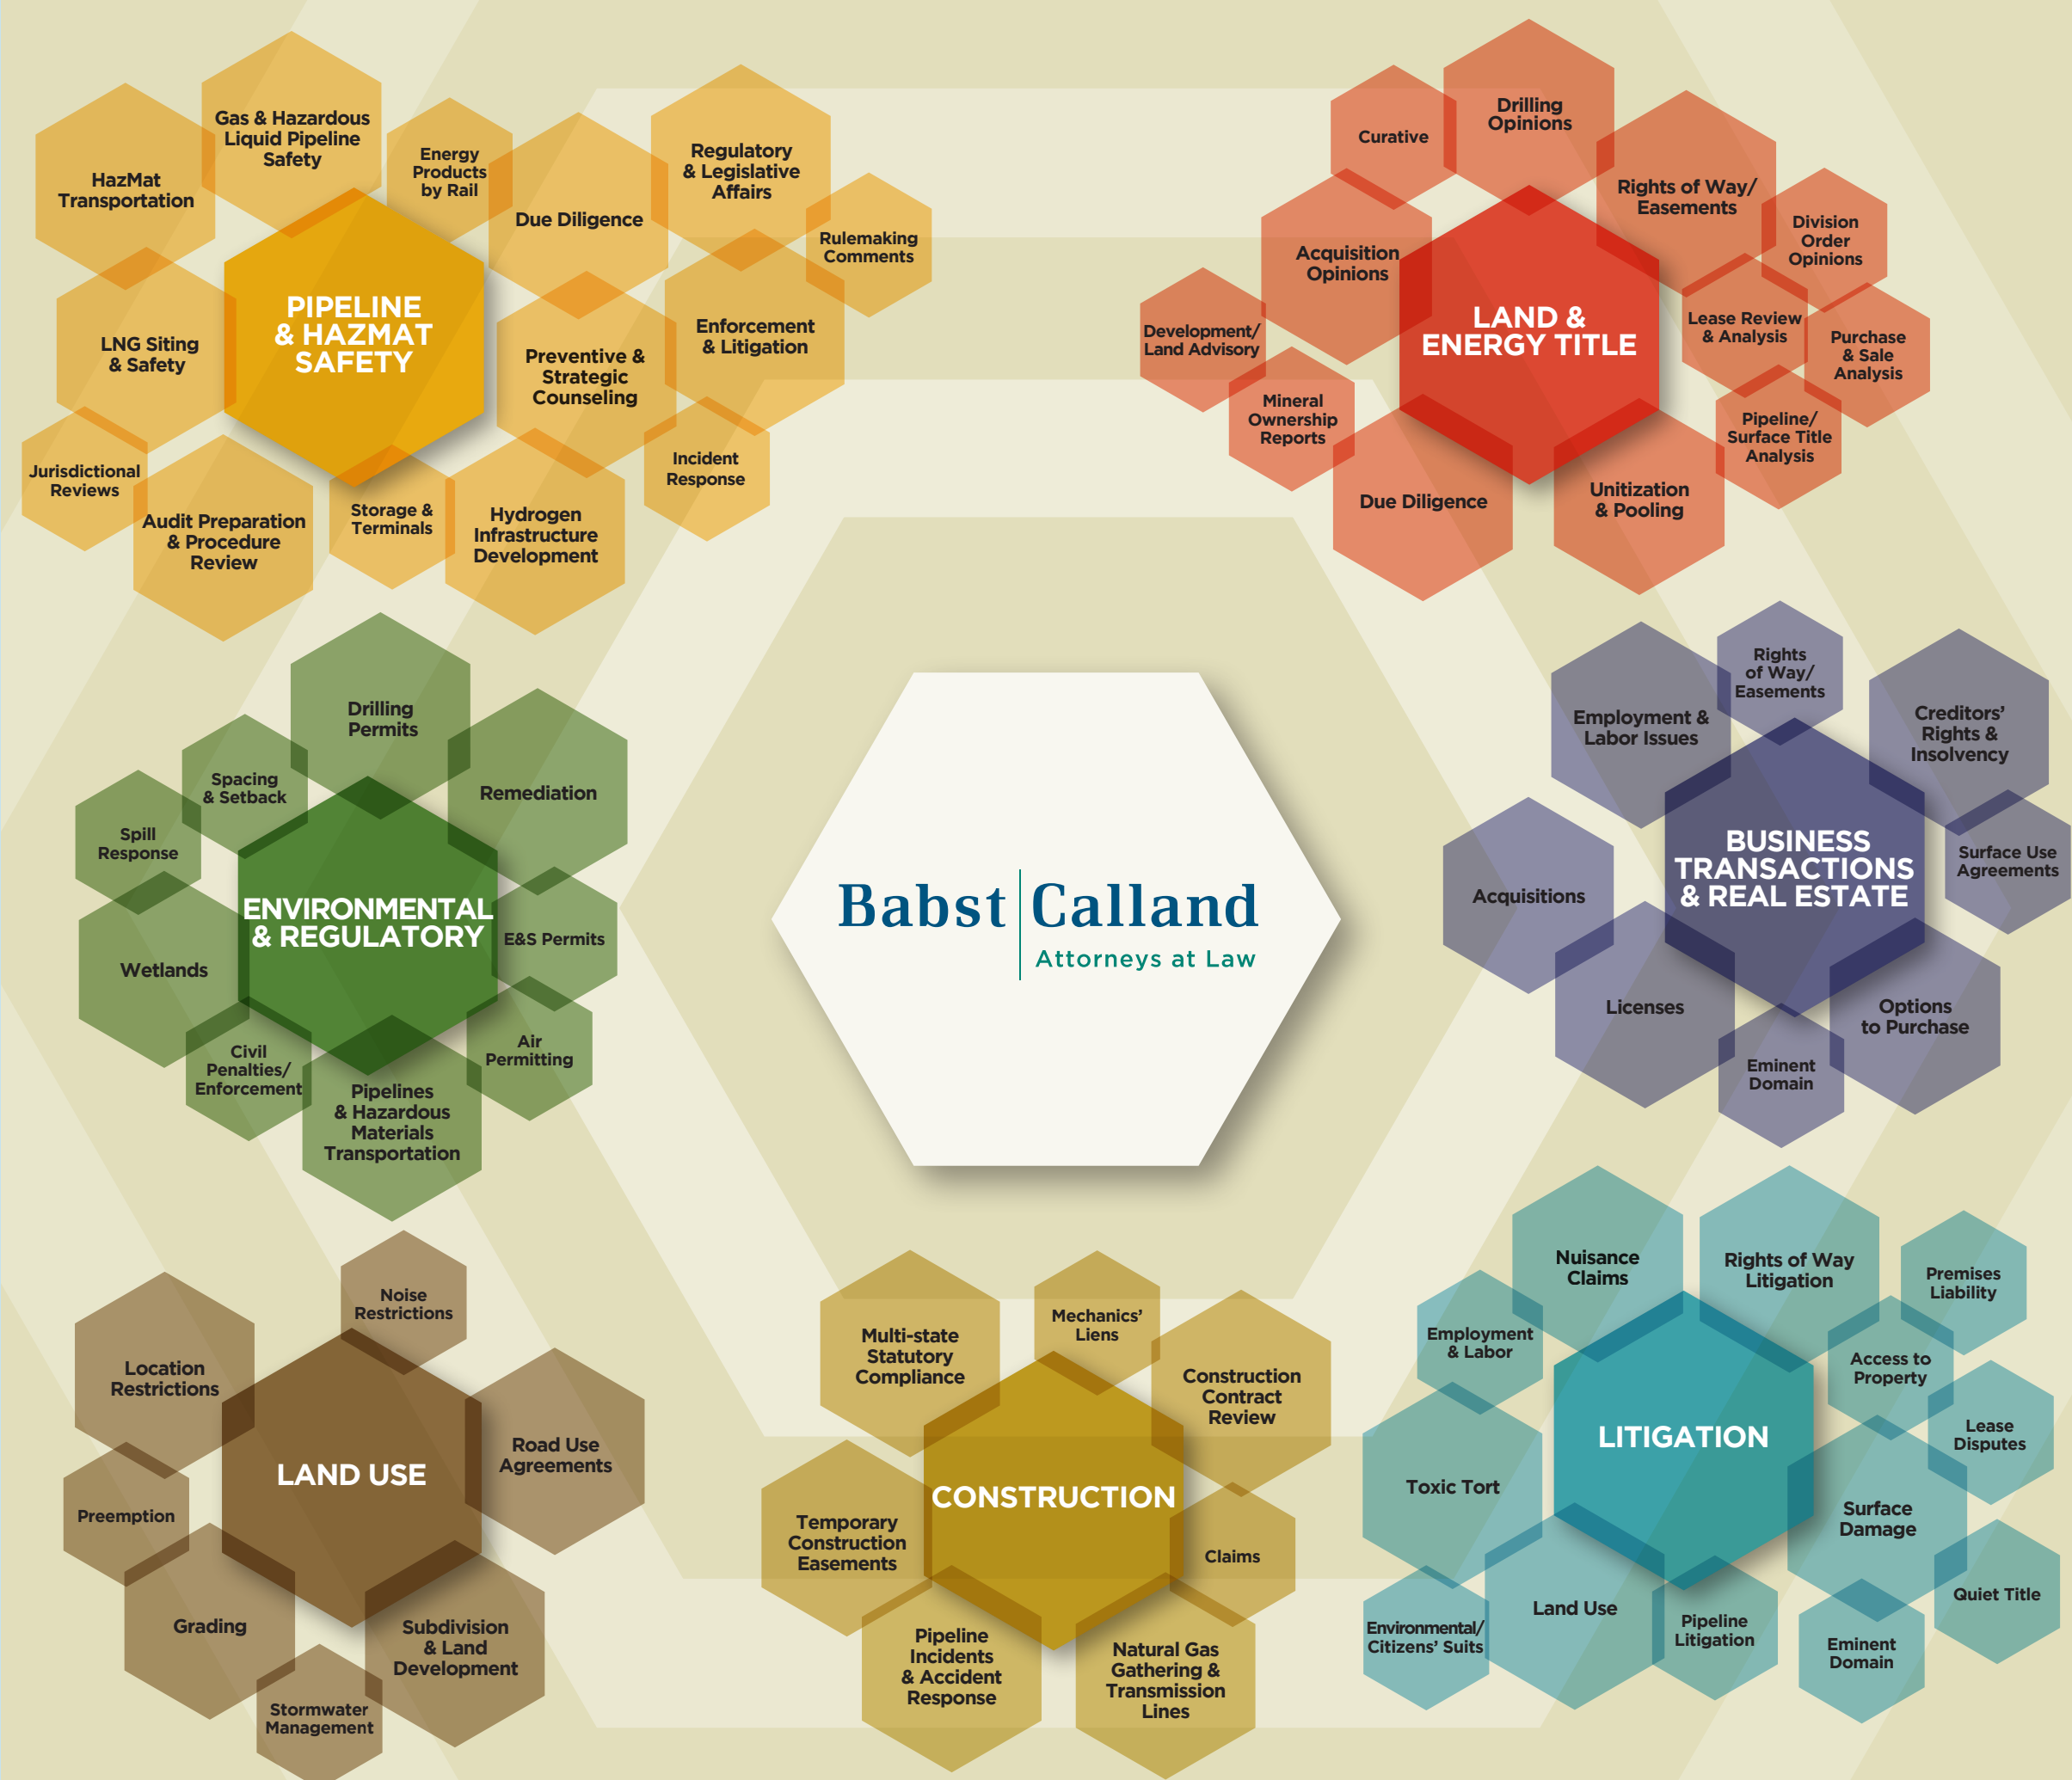 Gas & Hazardous
Liquid Pipeline
Safety
HazMat
Transportation
Energy
Products
by Rail
Due Diligence
Regulatory
& Legislative
Affairs
Rulemaking
Comments
PIPELINE
& HAZMAT
SAFETY
LNG Siting
& Safety
Preventive &
Strategic
Counseling
Enforcement
& Litigation
Jurisdictional
Reviews
Audit Preparation
& Procedure
Review
Storage &
Terminals
Hydrogen
Infrastructure
Development
Incident
Response
Curative
Drilling
Opinions
Rights of Way/
Easements
Division
Order
Opinions
Acquisition
Opinions
LAND &
ENERGY TITLE
Lease Review
& Analysis
Purchase
& Sale
Analysis
Development/
Land Advisory
Mineral
Ownership
Reports
Due Diligence
Unitization
& Pooling
Pipeline/
Surface Title
Analysis
Drilling
Permits
Spacing
& Setback
Remediation
Spill
Response
ENVIRONMENTAL
& REGULATORY
E&S Permits
Wetlands
Civil
Penalties/
Enforcement
Pipelines
& Hazardous
Materials
Transportation
Air
Permitting
Babst Calland
Attorneys at Law
Rights
of Way/
Easements
Employment &
Labor Issues
Creditors’
Rights &
Insolvency
BUSINESS
TRANSACTIONS
& REAL ESTATE
Surface Use
Agreements
Acquisitions
Licenses
Options
to Purchase
Eminent
Domain
Noise
Restrictions
Location
Restrictions
Road Use
Agreements
LAND USE
Preemption
Grading
Subdivision
& Land
Development
Stormwater
Management
Multi-state
Statutory
Compliance
Mechanics’
Liens
Construction
Contract
Review
CONSTRUCTION
Temporary
Construction
Easements
Claims
Pipeline
Incidents
& Accident
Response
Natural Gas
Gathering &
Transmission
Lines
Nuisance
Claims
Rights of Way
Litigation
Premises
Liability
Employment
& Labor
Access to
Property
LITIGATION
Lease
Disputes
Toxic Tort
Surface
Damage
Quiet Title
Environmental/
Citizens’ Suits
Land Use
Pipeline
Litigation
Eminent
Domain